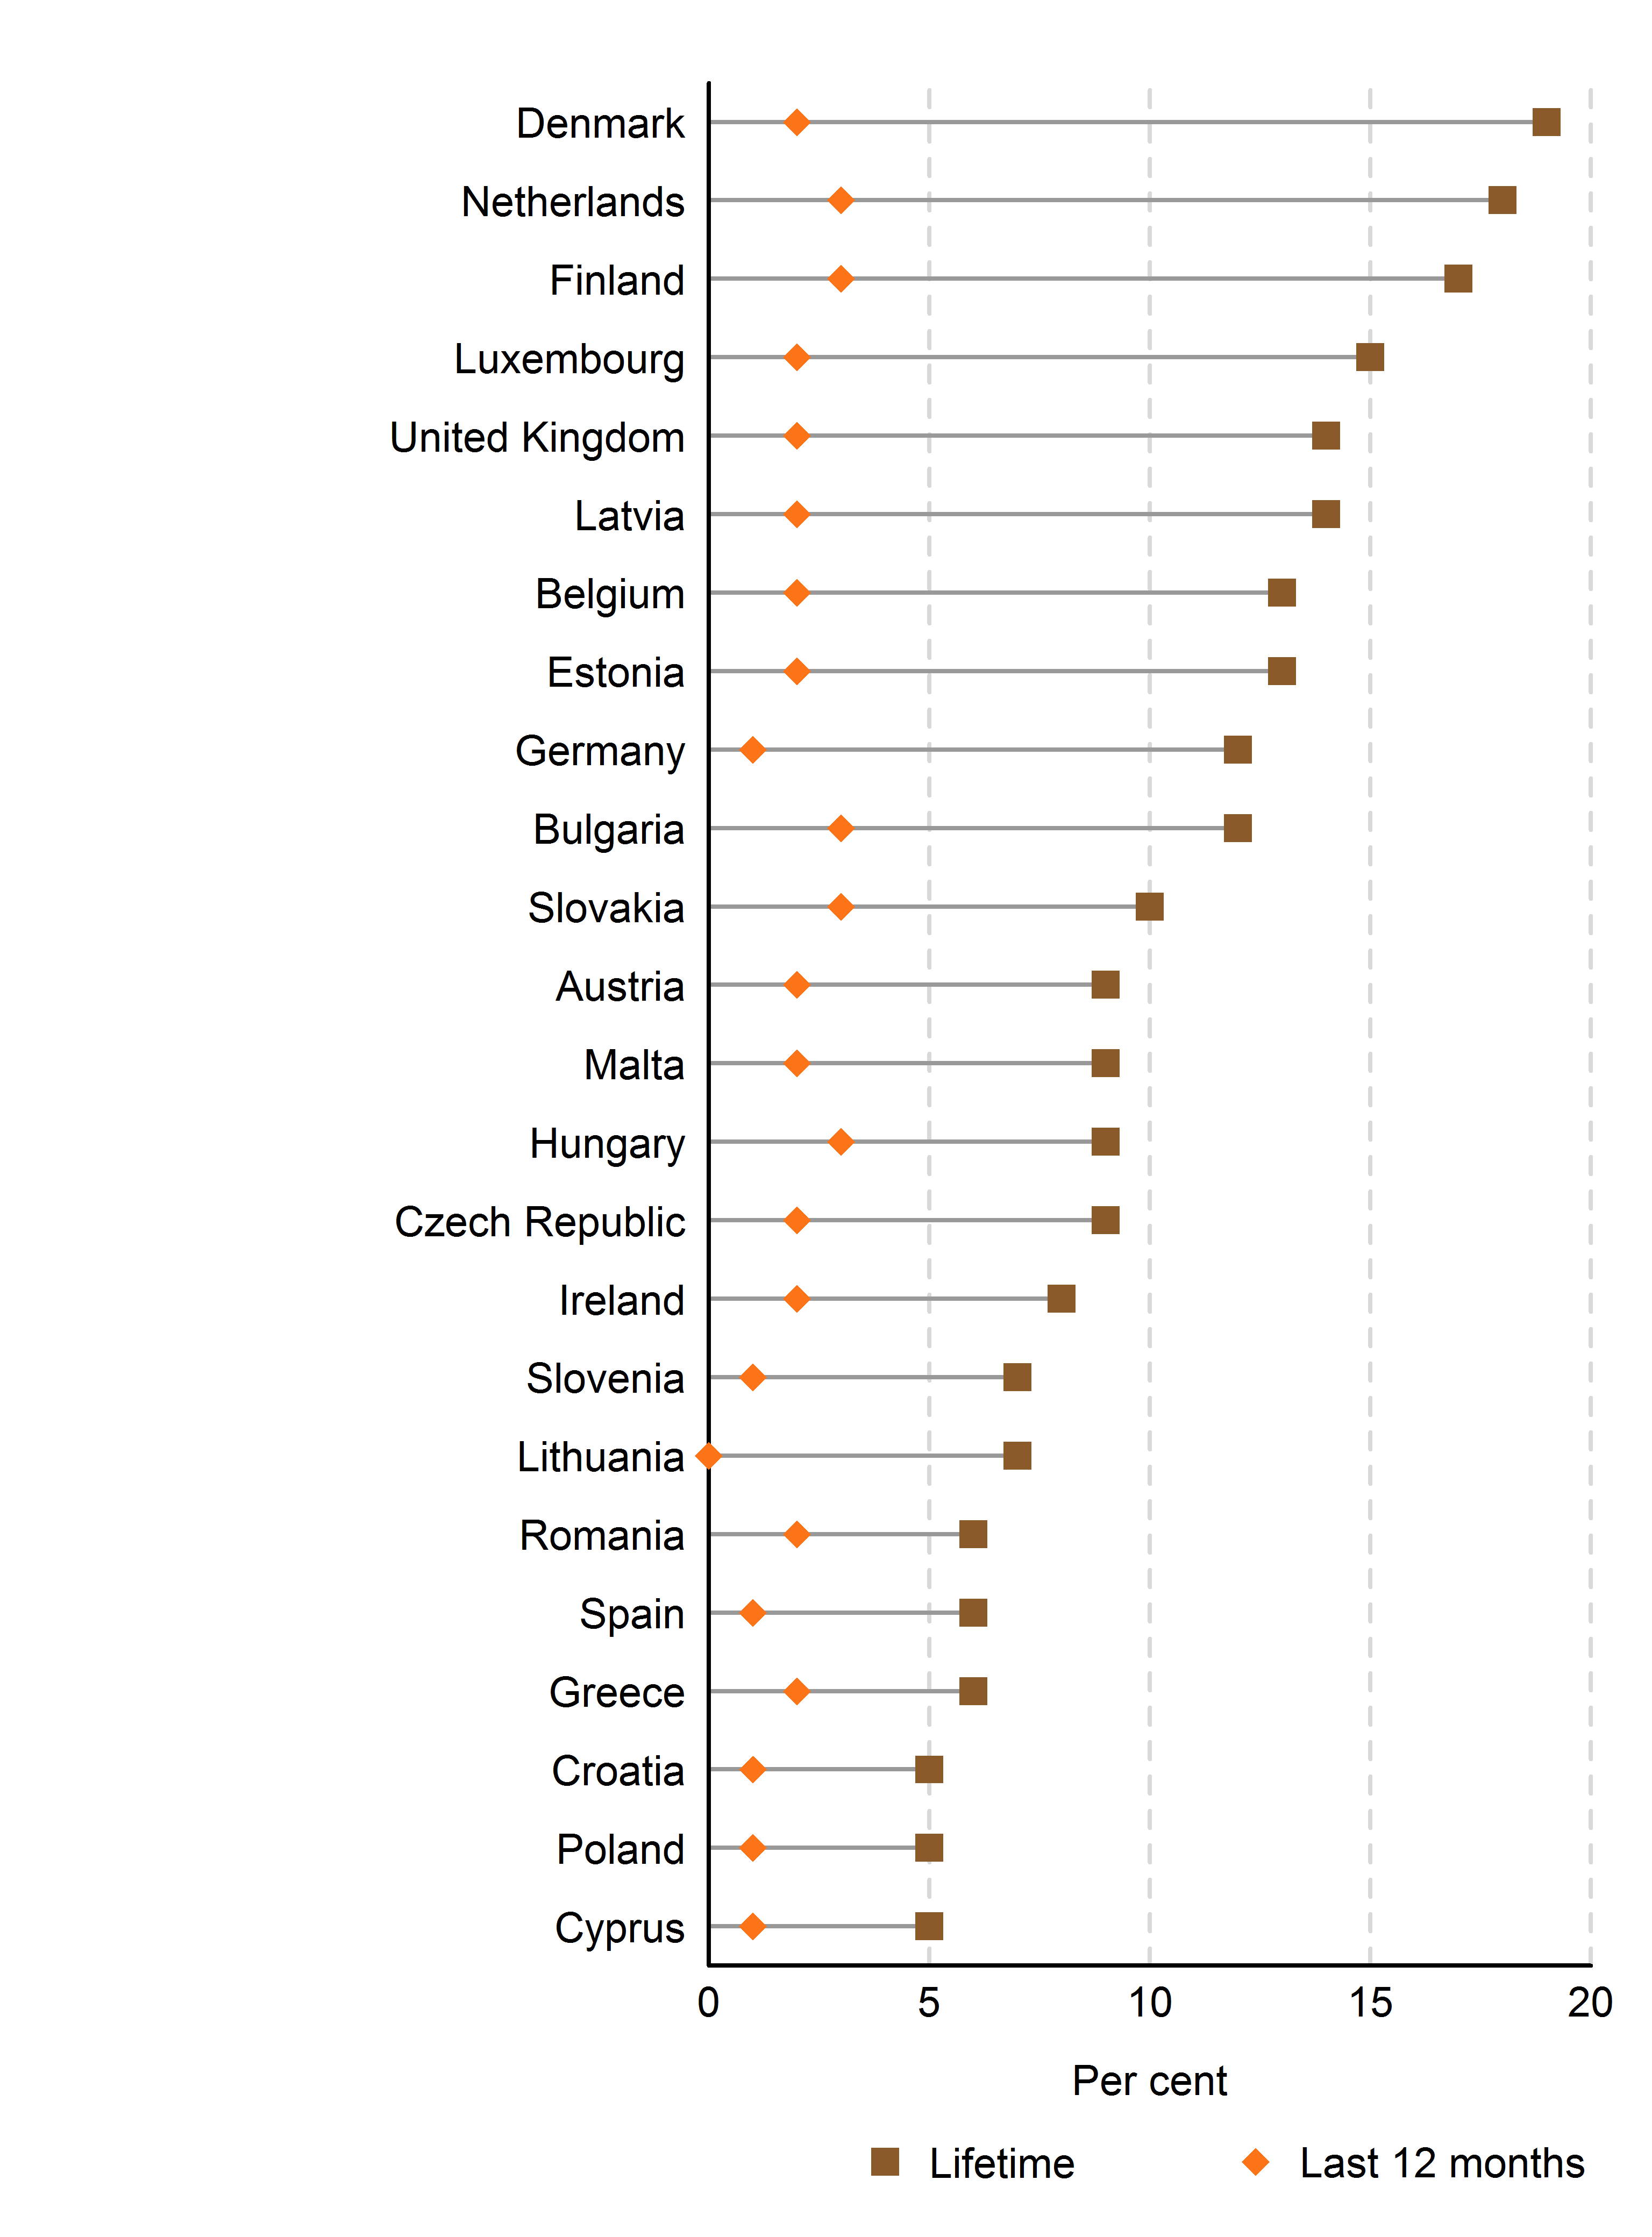 Denmark
Netherlands
Finland
Luxembourg
United Kingdom
Latvia
Belgium
Estonia
Germany
Bulgaria
Slovakia
Austria
Malta
Hungary
Czech Republic
Ireland
Slovenia
Lithuania
Romania
Spain
Greece
Croatia
Poland
Cyprus
0 5 10 15 20
Per cent
Lifetime Last 12 months